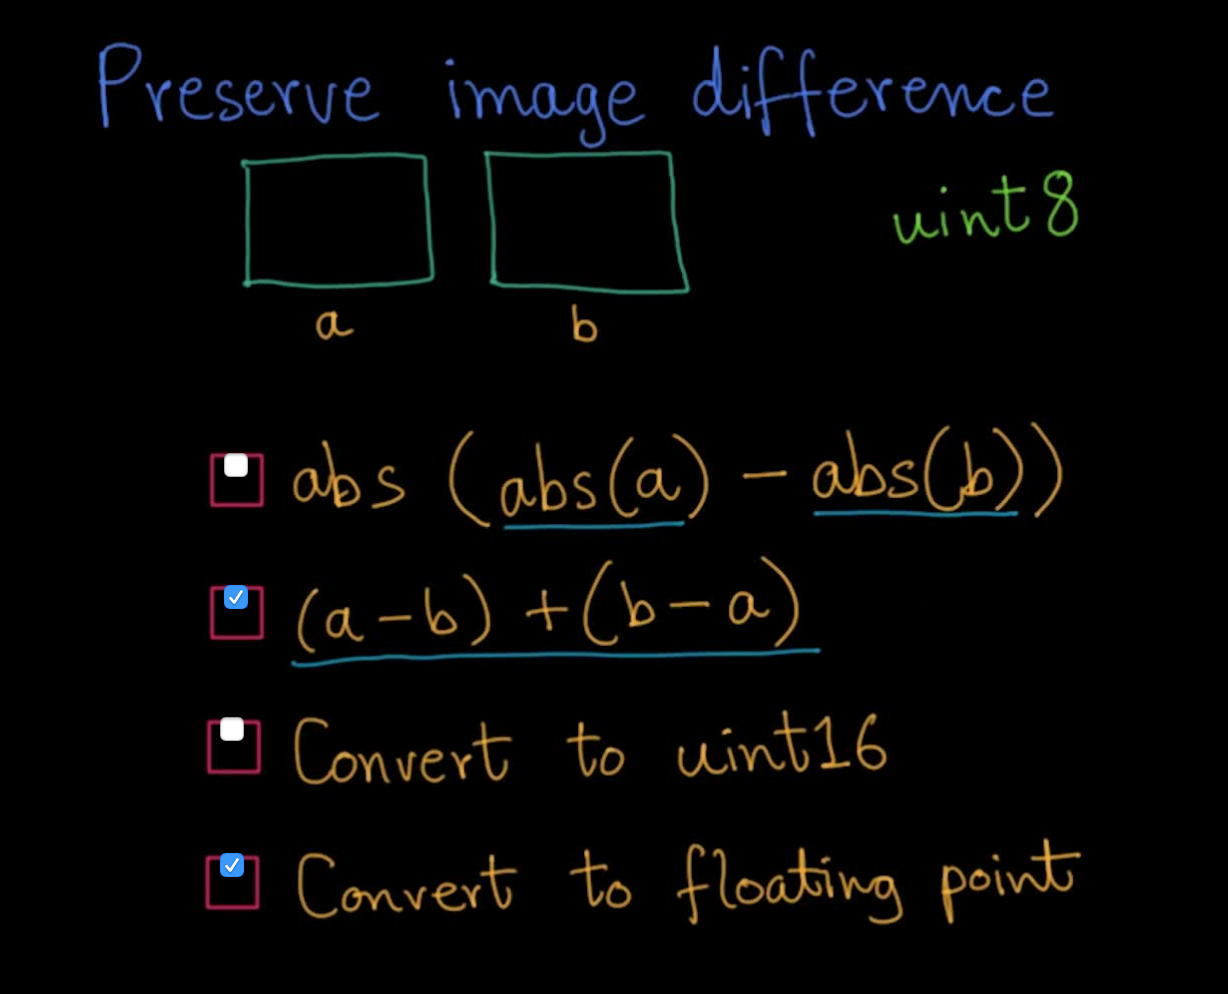 Preserve image difference
uint8
a b
abs (abs(a) - abs(b))
(a-b) + (b-a)
Convert to uint16
Convert to floating point